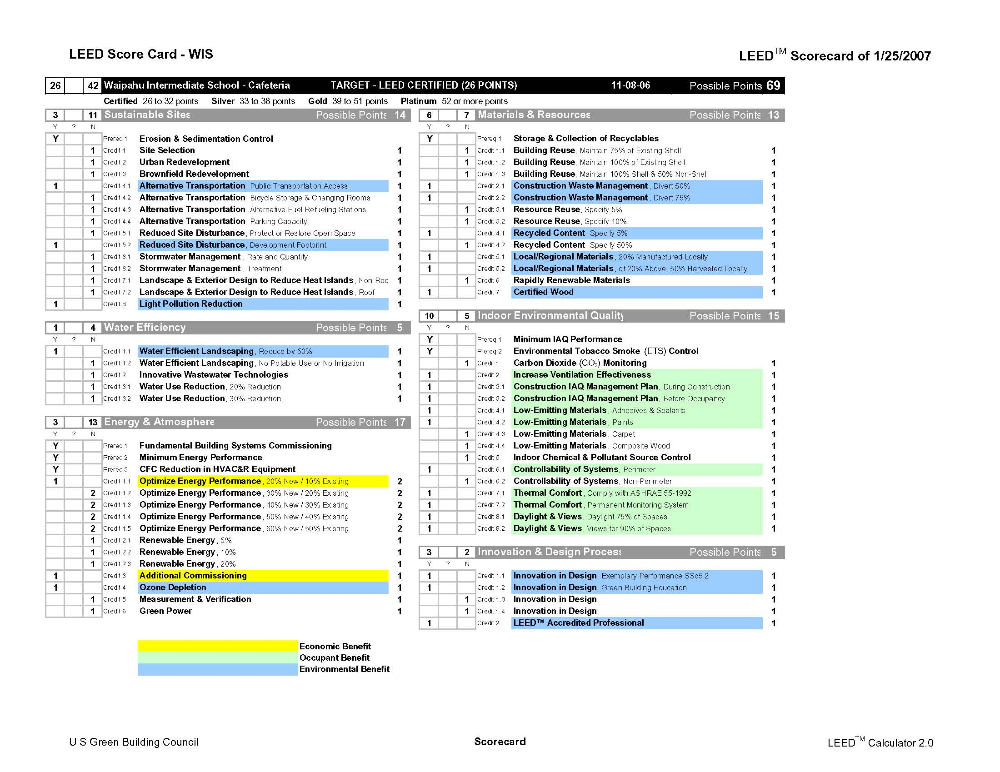 LEED Score Card - WIS
LEED™ Scorecard of 1/25/2007
26 42 Waipahu Intermediate School - Cafeteria TARGET - LEED CERTIFIED (26 POINTS) 11-08-06 Possible Points 69
Certified 26 to 32 points Silver 33 to 38 points Gold 39 to 51 points Platinum 52 or more points
3 11 Sustainable Sites Possible Points 14
Y ? N
Y Prereq 1 Erosion & Sedimentation Control
1 Credit 1 Site Selection 1
1 Credit 2 Urban Redevelopment 1
1 Credit 3 Brownfield Redevelopment 1
1 Credit 4.1 Alternative Transportation, Public Transportation Access 1
1 Credit 4.2 Alternative Transportation, Bicycle Storage & Changing Rooms 1
1 Credit 4.3 Alternative Transportation, Alternative Fuel Refueling Stations 1
1 Credit 4.4 Alternative Transportation, Parking Capacity 1
1 Credit 5.1 Reduced Site Disturbance, Protect or Restore Open Space 1
1 Credit 5.2 Reduced Site Disturbance, Development Footprint 1
1 Credit 6.1 Stormwater Management, Rate and Quantity 1
1 Credit 6.2 Stormwater Management, Treatment 1
1 Credit 7.1 Landscape & Exterior Design to Reduce Heat Islands, Non-Roo 1
1 Credit 7.2 Landscape & Exterior Design to Reduce Heat Islands, Roof 1
1 Credit 8 Light Pollution Reduction 1
1 4 Water Efficiency Possible Points 5
Y ? N
1 Credit 1.1 Water Efficient Landscaping, Reduce by 50% 1
1 Credit 1.2 Water Efficient Landscaping, No Potable Use or No Irrigation 1
1 Credit 2 Innovative Wastewater Technologies 1
1 Credit 3.1 Water Use Reduction, 20% Reduction 1
1 Credit 3.2 Water Use Reduction, 30% Reduction 1
3 13 Energy & Atmosphere Possible Points 17
Y ? N
Y Prereq 1 Fundamental Building Systems Commissioning
Y Prereq 2 Minimum Energy Performance
Y Prereq 3 CFC Reduction in HVAC&R Equipment
1 Credit 1.1 Optimize Energy Performance, 20% New / 10% Existing 2
2 Credit 1.2 Optimize Energy Performance, 30% New / 20% Existing 2
2 Credit 1.3 Optimize Energy Performance, 40% New / 30% Existing 2
2 Credit 1.4 Optimize Energy Performance, 50% New / 40% Existing 2
2 Credit 1.5 Optimize Energy Performance, 60% New / 50% Existing 2
1 Credit 2.1 Renewable Energy, 5% 1
1 Credit 2.2 Renewable Energy, 10% 1
1 Credit 2.3 Renewable Energy, 20% 1
1 Credit 3 Additional Commissioning 1
1 Credit 4 Ozone Depletion 1
1 Credit 5 Measurement & Verification 1
1 Credit 6 Green Power 1
6 7 Materials & Resources Possible Points 13
Y ? N
Y Prereq 1 Storage & Collection of Recyclables
1 Credit 1.1 Building Reuse, Maintain 75% of Existing Shell 1
1 Credit 1.2 Building Reuse, Maintain 100% of Existing Shell 1
1 Credit 1.3 Building Reuse, Maintain 100% Shell & 50% Non-Shell 1
1 Credit 2.1 Construction Waste Management, Divert 50% 1
1 Credit 2.2 Construction Waste Management, Divert 75% 1
1 Credit 3.1 Resource Reuse, Specify 5% 1
1 Credit 3.2 Resource Reuse, Specify 10% 1
1 Credit 4.1 Recycled Content, Specify 5% 1
1 Credit 4.2 Recycled Content, Specify 50% 1
1 Credit 5.1 Local/Regional Materials, 20% Manufactured Locally 1
1 Credit 5.2 Local/Regional Materials, of 20% Above, 50% Harvested Locally 1
1 Credit 6 Rapidly Renewable Materials 1
1 Credit 7 Certified Wood 1
10 5 Indoor Environmental Quality Possible Points 15
Y ? N
Y Prereq 1 Minimum IAQ Performance
Y Prereq 2 Environmental Tobacco Smoke (ETS) Control
1 Credit 1 Carbon Dioxide (CO₂) Monitoring 1
1 Credit 2 Increase Ventilation Effectiveness 1
1 Credit 3.1 Construction IAQ Management Plan, During Construction 1
1 Credit 3.2 Construction IAQ Management Plan, Before Occupancy 1
1 Credit 4.1 Low-Emitting Materials, Adhesives & Sealants 1
1 Credit 4.2 Low-Emitting Materials, Paints 1
1 Credit 4.3 Low-Emitting Materials, Carpet 1
1 Credit 4.4 Low-Emitting Materials, Composite Wood 1
1 Credit 5 Indoor Chemical & Pollutant Source Control 1
1 Credit 6.1 Controllability of Systems, Perimeter 1
1 Credit 6.2 Controllability of Systems, Non-Perimeter 1
1 Credit 7.1 Thermal Comfort, Comply with ASHRAE 55-1992 1
1 Credit 7.2 Thermal Comfort, Permanent Monitoring System 1
1 Credit 8.1 Daylight & Views, Daylight 75% of Spaces 1
1 Credit 8.2 Daylight & Views, Views for 90% of Spaces 1
3 2 Innovation & Design Process Possible Points 5
Y ? N
1 Credit 1.1 Innovation in Design: Exemplary Performance SSc5.2 1
1 Credit 1.2 Innovation in Design: Green Building Education 1
1 Credit 1.3 Innovation in Design 1
1 Credit 1.4 Innovation in Design: 1
1 Credit 2 LEED™ Accredited Professional 1
Economic Benefit
Occupant Benefit
Environmental Benefit
U S Green Building Council
Scorecard
LEED™ Calculator 2.0